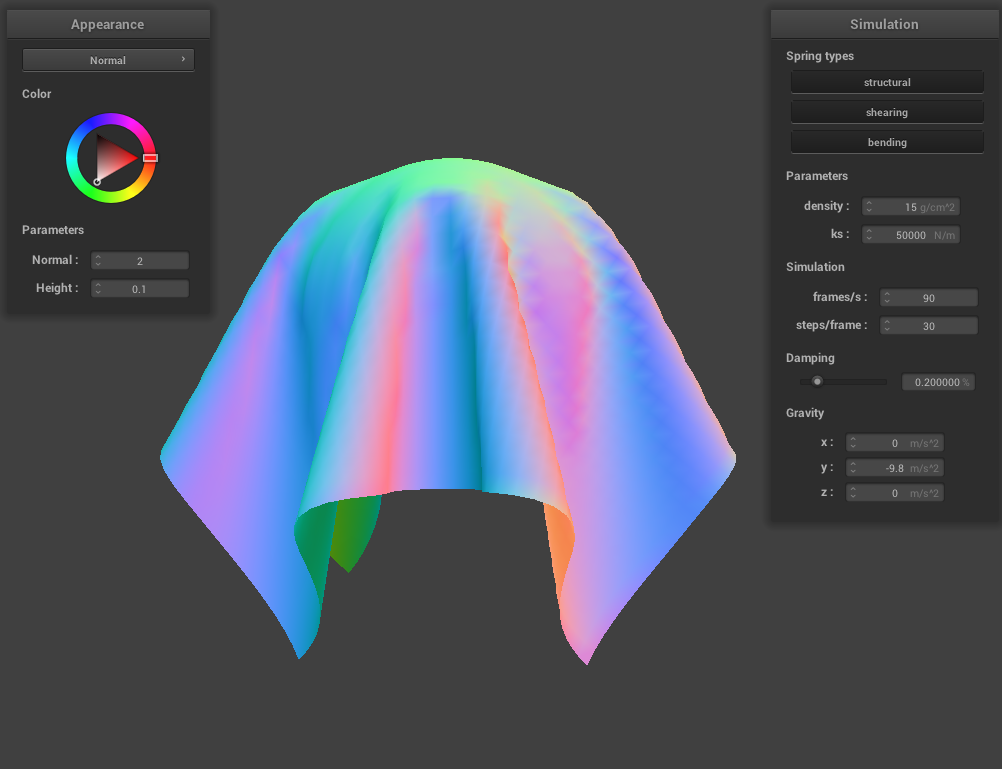 Appearance
Normal
Color
Parameters
Normal : 2
Height : 0.1
Simulation
Spring types
structural
shearing
bending
Parameters
density : 15 g/cm^2
ks : 50000 N/m
Simulation
frames/s : 90
steps/frame : 30
Damping
0.200000 %
Gravity
x : 0 m/s^2
y : -9.8 m/s^2
z : 0 m/s^2